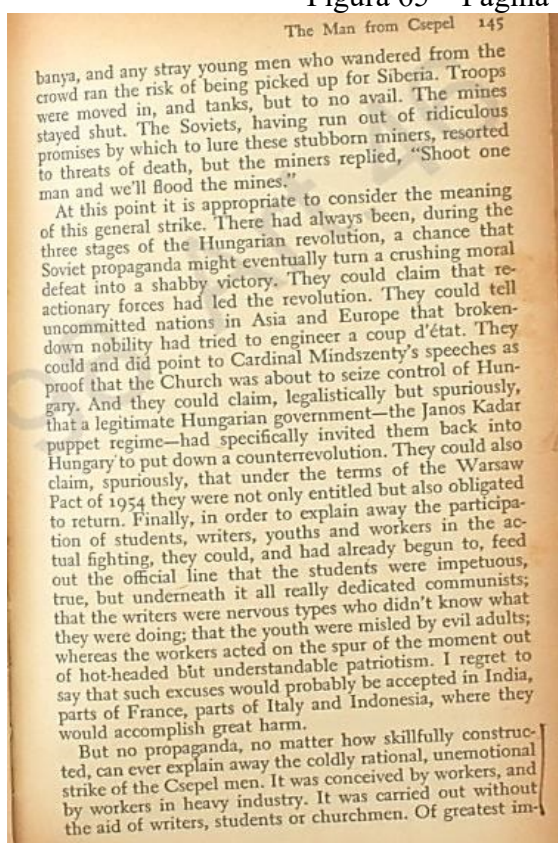 The Man from Csepel 145
banya, and any stray young men who wandered from the
crowd ran the risk of being picked up for Siberia. Troops
were moved in, and tanks, but to no avail. The mines
stayed shut. The Soviets, having run out of ridiculous
promises by which to lure these stubborn miners, resorted
to threats of death, but the miners replied, “Shoot one
man and we'll flood the mines.”
At this point it is appropriate to consider the meaning
of this general strike. There had always been, during the
three stages of the Hungarian revolution, a chance that
Soviet propaganda might eventually turn a crushing moral
defeat into a shabby victory. They could claim that re-
actionary forces had led the revolution. They could tell
uncommitted nations in Asia and Europe that broken-
down nobility had tried to engineer a coup d'état. They
could and did point to Cardinal Mindszenty's speeches as
proof that the Church was about to seize control of Hun-
gary. And they could claim, legalistically but spuriously,
that a legitimate Hungarian government—the Janos Kadar
puppet regime—had specifically invited them back into
Hungary to put down a counterrevolution. They could also
claim, spuriously, that under the terms of the Warsaw
Pact of 1954 they were not only entitled but also obligated
to return. Finally, in order to explain away the participa-
tion of students, writers, youths and workers in the ac-
tual fighting, they could, and had already begun to, feed
out the official line that the students were impetuous,
true, but underneath it all really dedicated communists;
that the writers were nervous types who didn't know what
they were doing; that the youth were misled by evil adults;
whereas the workers acted on the spur of the moment out
of hot-headed but understandable patriotism. I regret to
say that such excuses would probably be accepted in India,
parts of France, parts of Italy and Indonesia, where they
would accomplish great harm.
But no propaganda, no matter how skillfully construc-
ted, can ever explain away the coldly rational, unemotional
strike of the Csepel men. It was conceived by workers, and
by workers in heavy industry. It was carried out without
the aid of writers, students or churchmen. Of greatest im-